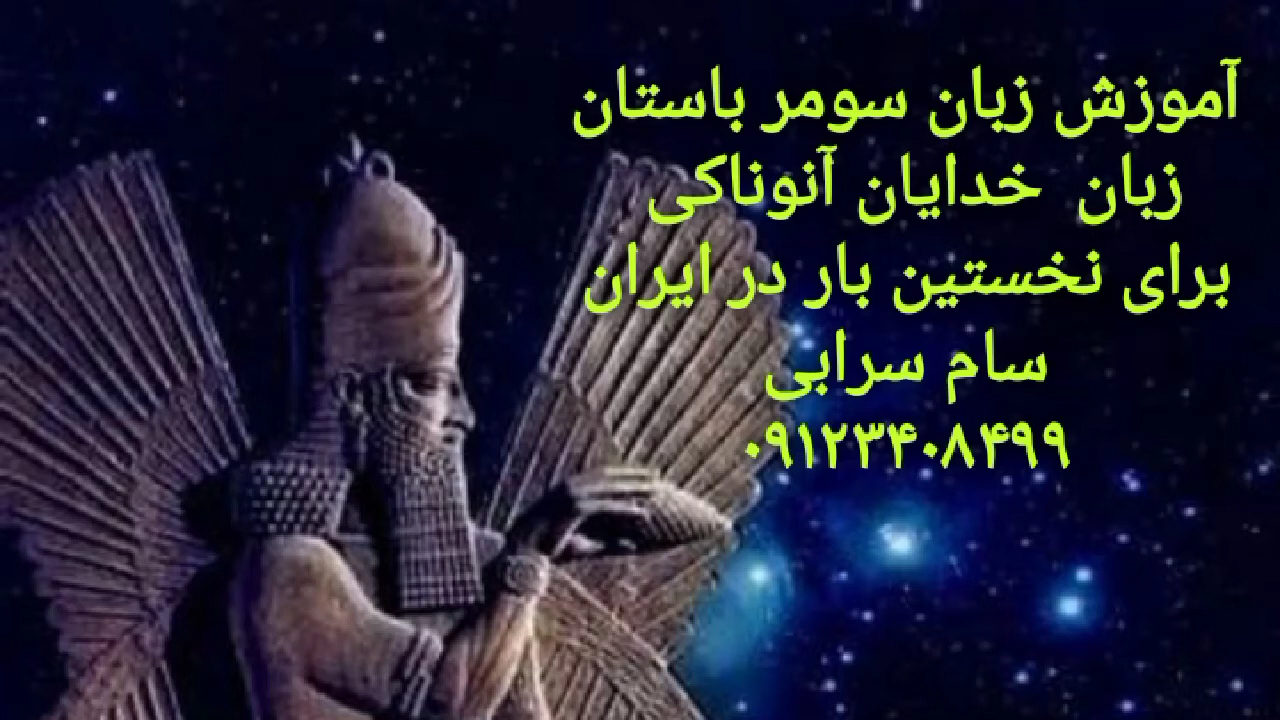 آموزش زبان سومر باستان
زبان خدایان آنوناکی
برای نخستین بار در ایران
سام سرابی
۰۹۱۲۳۴۰۸۴۹۹